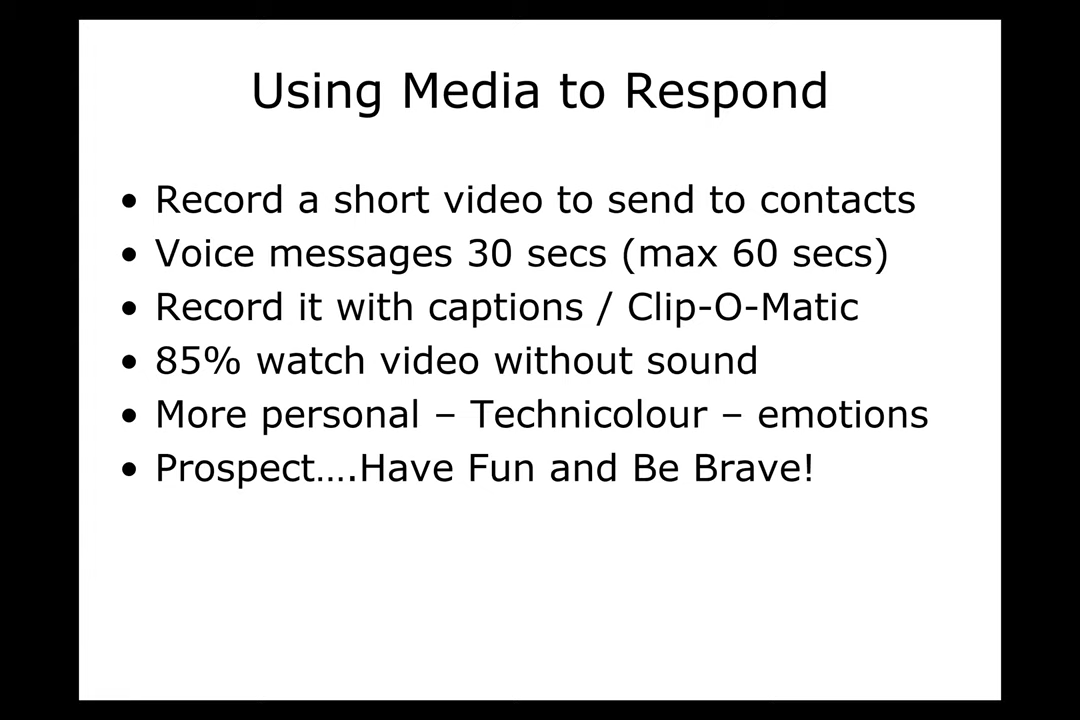 Using Media to Respond
• Record a short video to send to contacts
• Voice messages 30 secs (max 60 secs)
• Record it with captions / Clip-O-Matic
• 85% watch video without sound
• More personal – Technicolour – emotions
• Prospect….Have Fun and Be Brave!